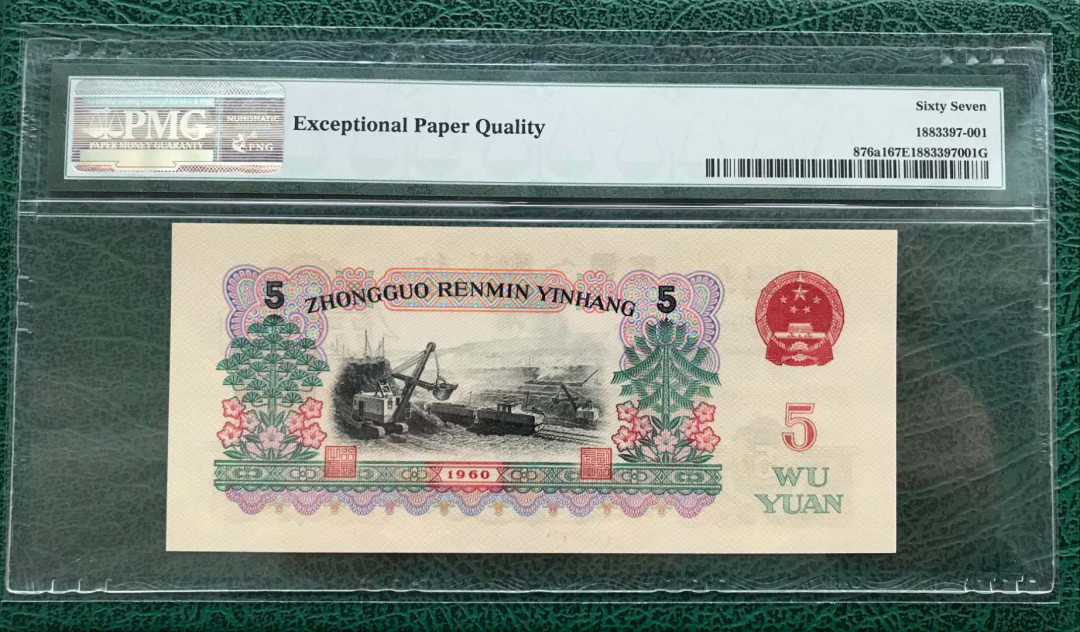 PMG
PAPER MONEY GUARANTY
NUMISMATIC
PNG
Exceptional Paper Quality
Sixty Seven
1883397-001
876a167E1883397001G
5 ZHONGGUO RENMIN YINHANG 5
1960
5
WU
YUAN